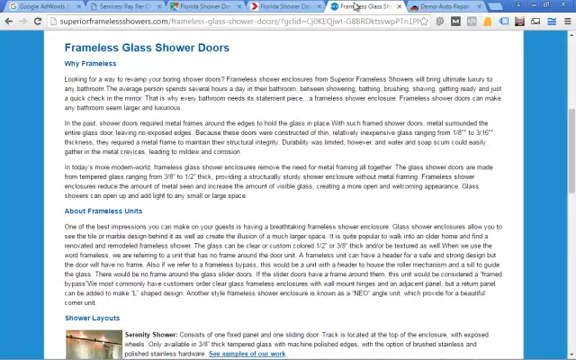 Google AdWords
Services Pay Per C
Florida Shower Do
Florida Shower Do
Frameless Glass Sh
Demo-Auto Repair
superiorframelessshowers.com/frameless-glass-shower-doors/?gclid=
Frameless Glass Shower Doors
Why Frameless
Looking for a way to revamp your boring shower doors? Frameless shower enclosures from Superior Frameless Showers will bring ultimate luxury to
any bathroom.The average person spends several hours a day in their bathroom, between showering, bathing, brushing, shaving, getting ready and just
a quick check in the mirror. That is why every bathroom needs its statement piece...a frameless shower enclosure. Frameless shower doors can make
any bathroom seem larger and luxurious.
In the past, shower doors required metal frames around the edges to hold the glass in place.With such framed shower doors, metal surrounded the
entire glass door, leaving no exposed edges. Because these doors were constructed of thin, relatively inexpensive glass ranging from 1/8"" to 3/16""
thickness, they required a metal frame to maintain their structural integrity. Durability was limited, however, and water and soap scum could easily
gather in the metal crevices, leading to mildew and corrosion.
In today's more modern-world, frameless glass shower enclosures remove the need for metal framing all together. The glass shower doors are made
from tempered glass ranging from 3/8" to 1/2" thick, providing a structurally sturdy shower enclosure without metal framing. Frameless shower
enclosures reduce the amount of metal seen and increase the amount of visible glass, creating a more open and welcoming appearance. Glass
showers can open up and add light to any small or large space.
About Frameless Units
One of the best impressions you can make on your guests is having a breathtaking frameless shower enclosure. Glass shower enclosures allow you to
see the tile or marble design behind it as well as create the illusion of a much larger space. It is quite popular to walk into an older home and find a
renovated and remodeled frameless shower. The glass can be clear or custom colored 1/2" or 3/8" thick and/or be textured as well.When we use the
word frameless, we are referring to a unit that has no frame around the door unit. A frameless unit can have a header for a safe and strong design but
the door will have no frame. Also if we refer to a frameless bypass, this would be a unit with a header to house the roller mechanism and a sill to guide
the glass. There would be no frame around the glass slider doors. If the slider doors have a frame around them, this unit would be considered a "framed
bypass"We most commonly have customers order clear glass frameless enclosures with wall mount hinges and an adjacent panel, but a return panel
can be added to make "L" shaped design. Another style frameless shower enclosure is known as a "NEO" angle unit, which provide for a beautiful
corner unit.
Shower Layouts
Serenity Shower: Consists of one fixed panel and one sliding door. Track is located at the top of the enclosure, with exposed
wheels. Only available in 3/8" thick tempered glass with machine polished edges, with the option of brushed stainless and
polished stainless hardware. See samples of our work